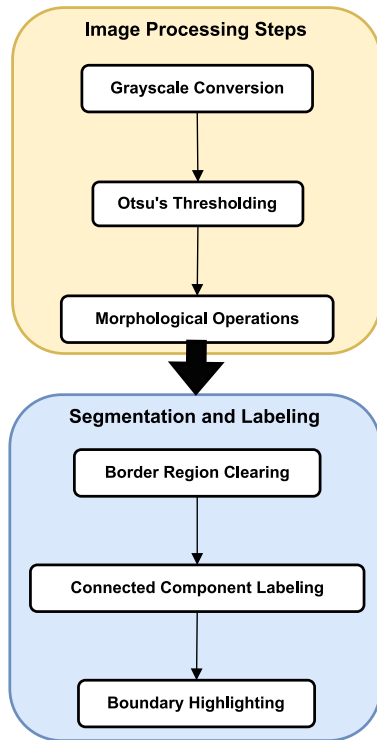 Image Processing Steps
Grayscale Conversion
Otsu's Thresholding
Morphological Operations
Segmentation and Labeling
Border Region Clearing
Connected Component Labeling
Boundary Highlighting